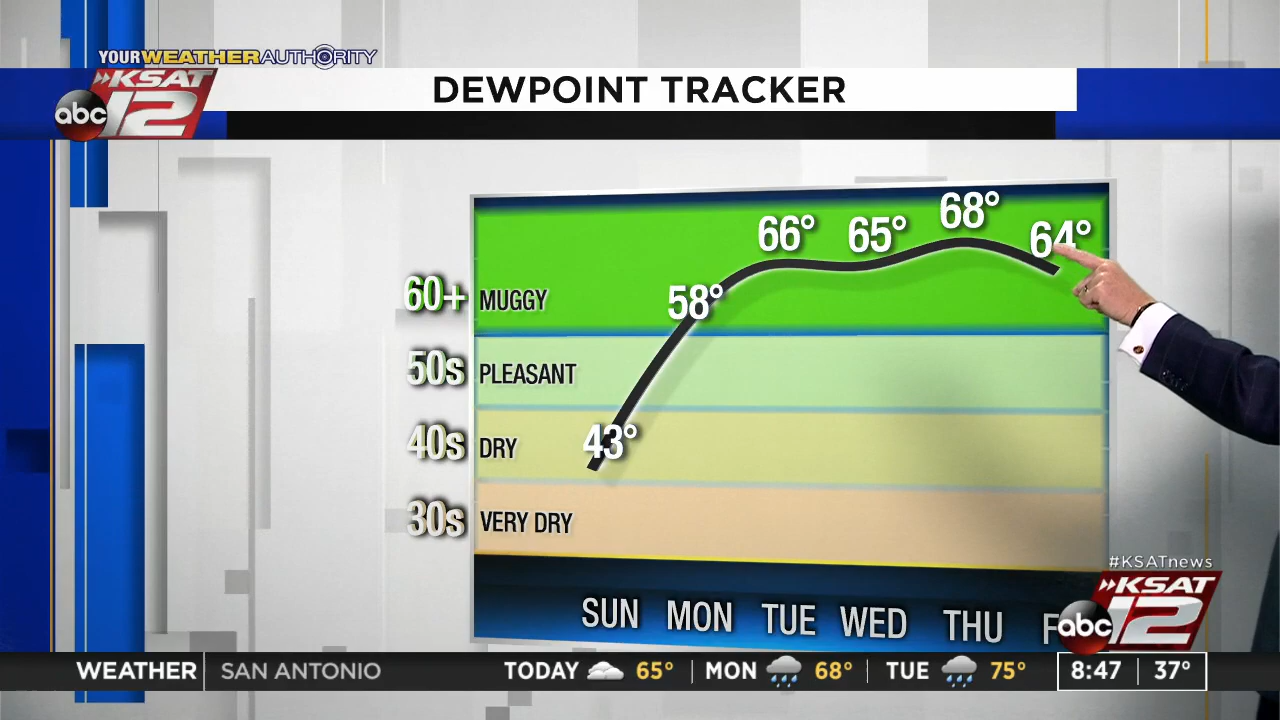 YOUR WEATHER AUTHORITY
KSAT
abc 12
DEWPOINT TRACKER
66° 65° 68° 64°
60+ MUGGY 58°
50s PLEASANT
40s DRY 43°
30s VERY DRY
#KSATnews
KSAT
abc 12
SUN MON TUE WED THU F
WEATHER SAN ANTONIO TODAY 65° MON 68° TUE 75° 8:47 37°